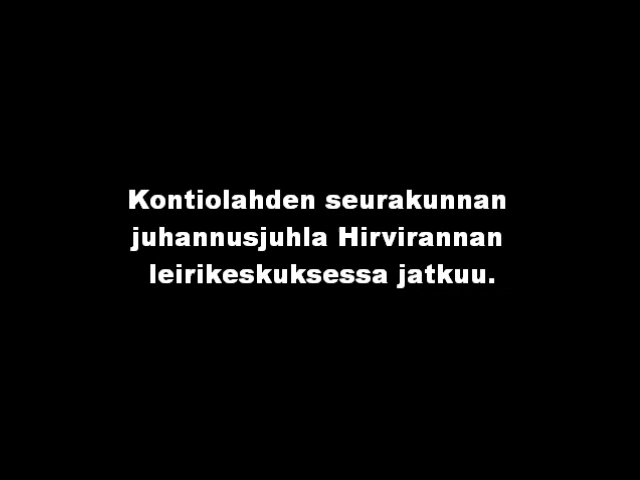 Kontiolahden seurakunnan
juhannusjuhla Hirvirannan
leirikeskuksessa jatkuu.